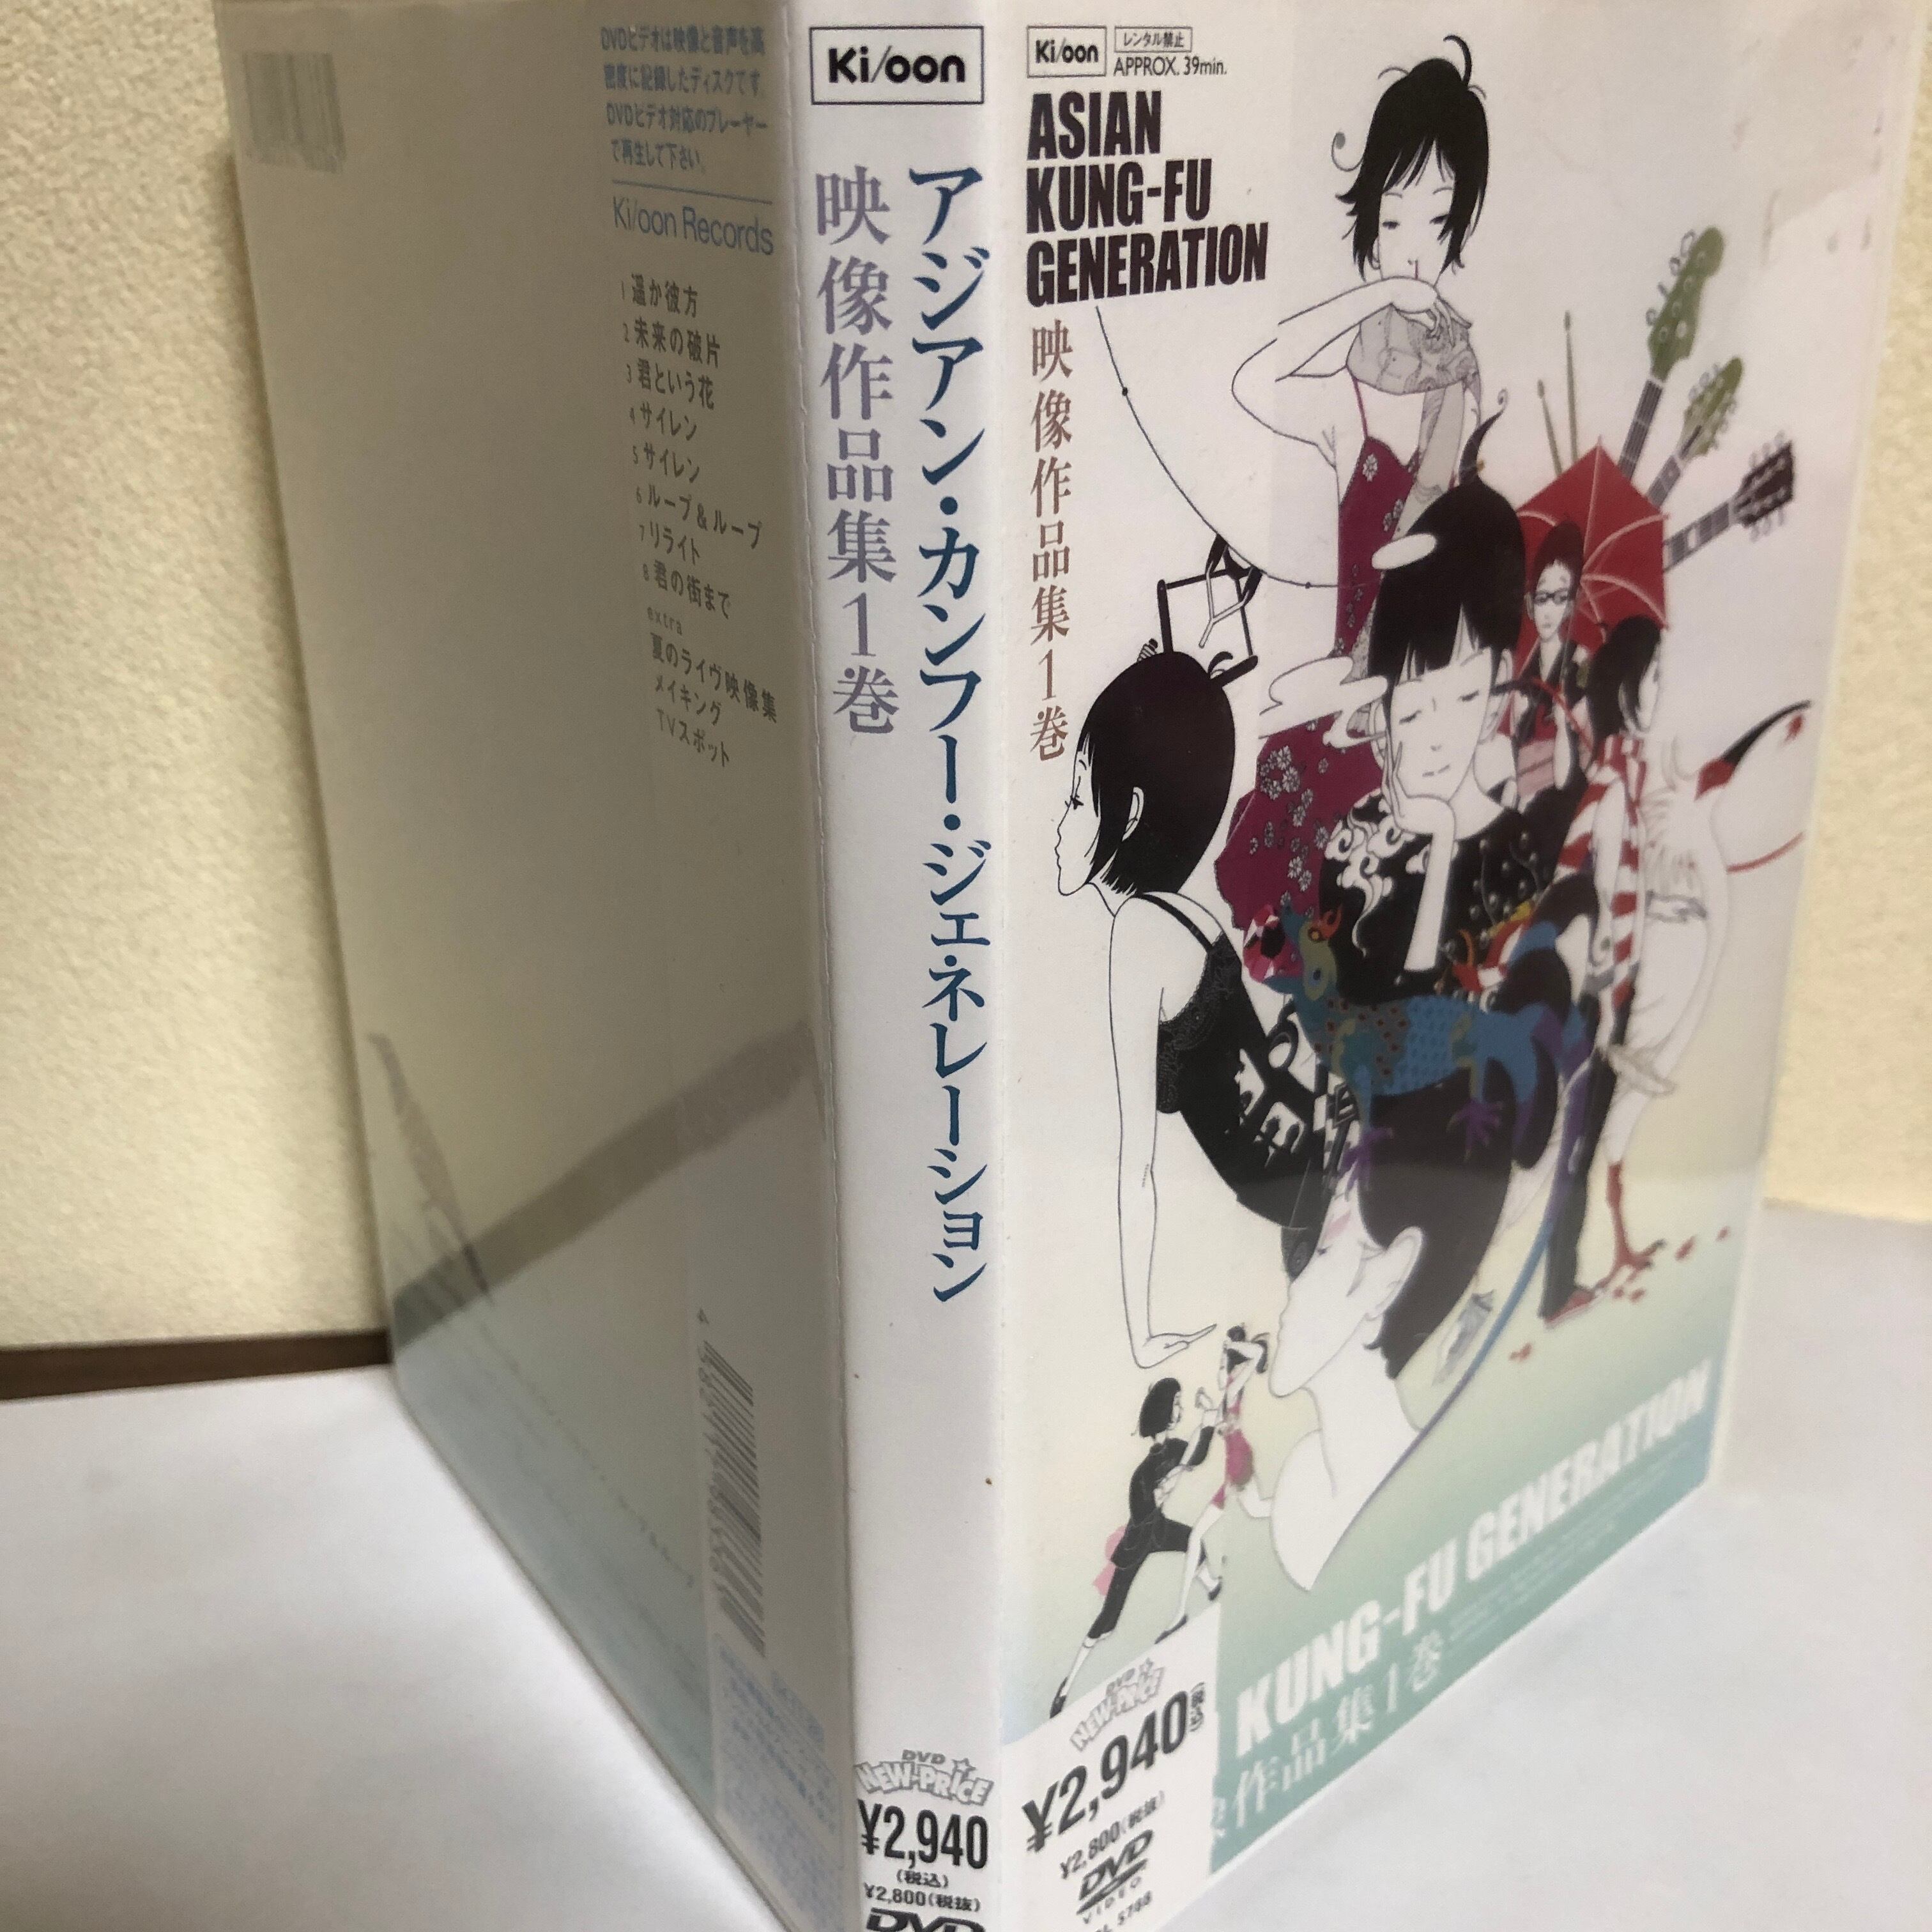 DVDビデオは映像と音声を高
密度に記録したディスクです。
DVDビデオ対応のプレーヤー
で再生して下さい。
Ki/oon Records
1 遥か彼方
2 未来の破片
3 君という花
4 サイレン
5 サイレン
6 ループ&ループ
7 リライト
8 君の街まで
extra
夏のライヴ映像集
メイキング
TVスポット
Ki/oon
アジアン・カンフー・ジェネレーション
映像作品集1巻
DVD
NEW-PRICE
¥2,940
(税込)
¥2,800(税抜)
DVD
Ki/oon
レンタル禁止
APPROX. 39min.
ASIAN
KUNG-FU
GENERATION
映像作品集1巻
KUNG-FU GENERATION
作品集1巻
DVD
NEW-PRICE
¥2,940(税込)
¥2,800(税抜)
DVD
VIDEO